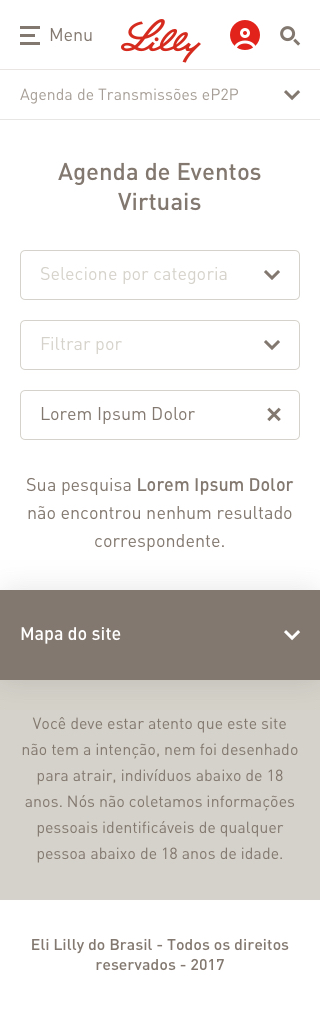 Menu
Lilly
Agenda de Transmissões eP2P
Agenda de Eventos
Virtuais
Selecione por categoria
Filtrar por
Lorem Ipsum Dolor
Sua pesquisa Lorem Ipsum Dolor
não encontrou nenhum resultado
correspondente.
Mapa do site
Você deve estar atento que este site
não tem a intenção, nem foi desenhado
para atrair, indivíduos abaixo de 18
anos. Nós não coletamos informações
pessoais identificáveis de qualquer
pessoa abaixo de 18 anos de idade.
Eli Lilly do Brasil - Todos os direitos
reservados - 2017